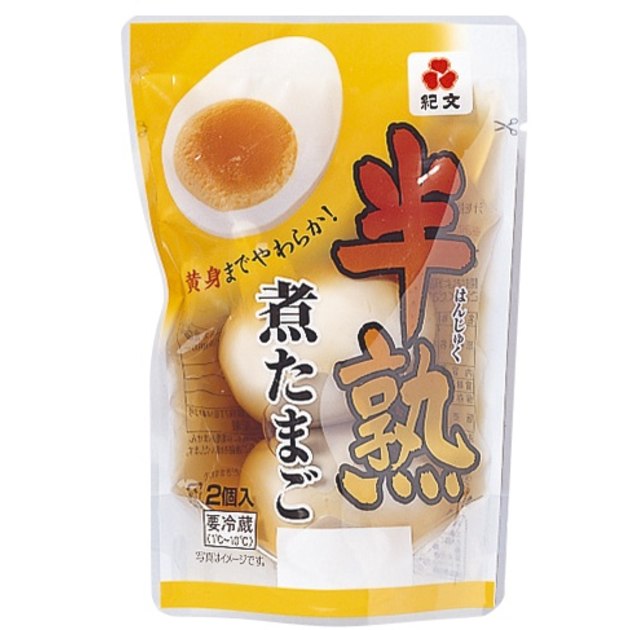 紀文
半熟
はんじゅく
黄身までやわらか!
煮たまご
2個入
要冷蔵
(1℃~10℃)
写真はイメージです。